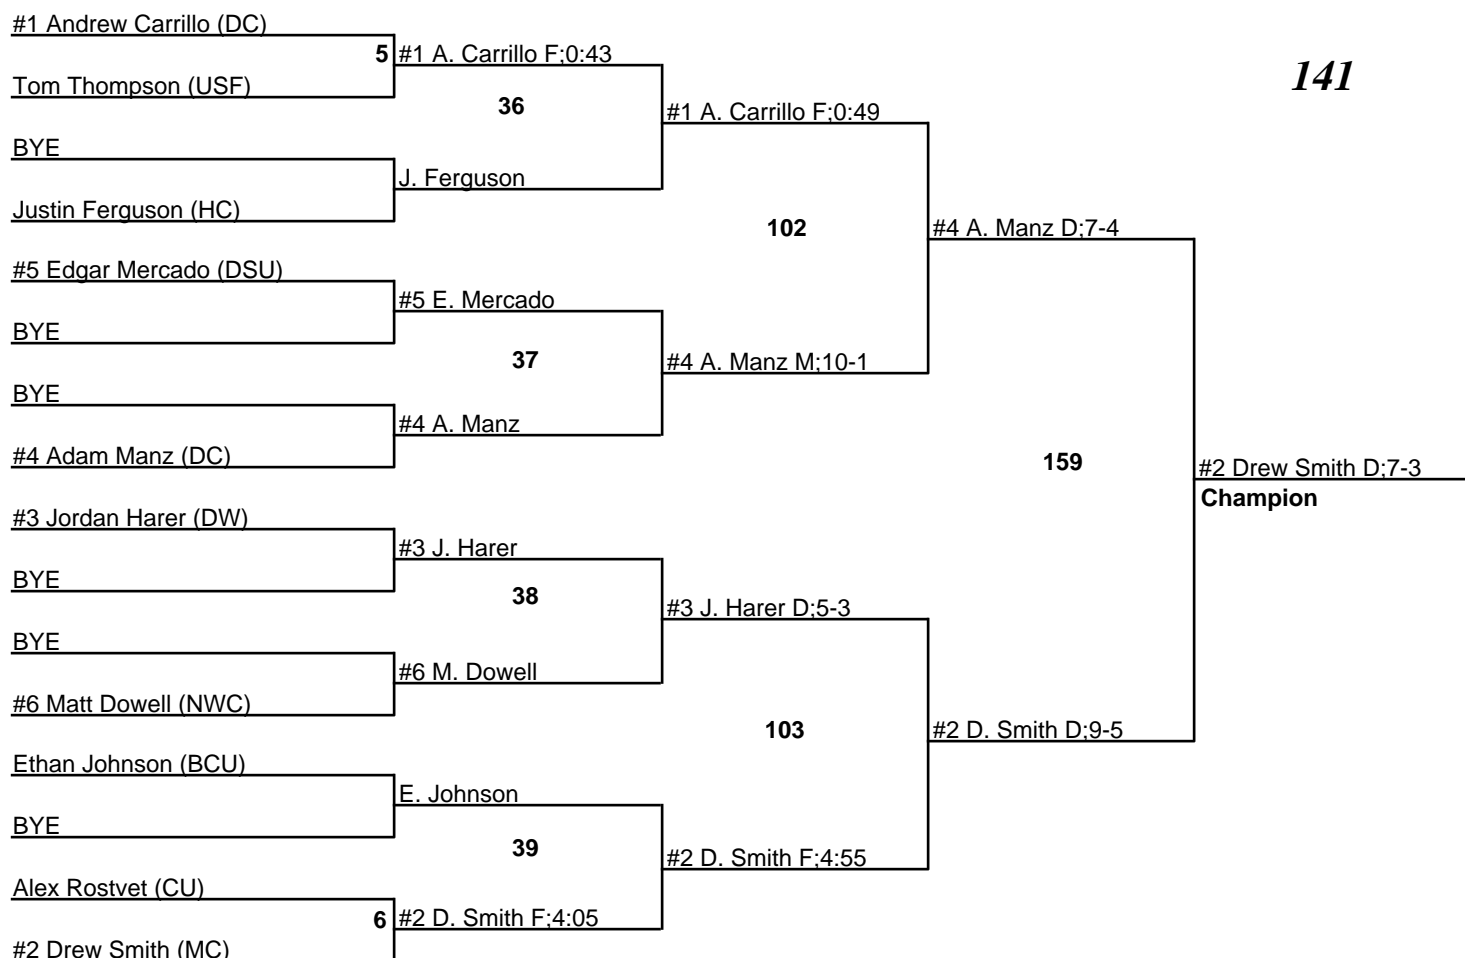 #1 Andrew Carrillo (DC)
5 #1 A. Carrillo F;0:43
141
Tom Thompson (USF)
36
#1 A. Carrillo F;0:49
BYE
J. Ferguson
Justin Ferguson (HC)
102
#4 A. Manz D;7-4
#5 Edgar Mercado (DSU)
#5 E. Mercado
BYE
37
#4 A. Manz M;10-1
BYE
#4 A. Manz
#4 Adam Manz (DC)
159
#2 Drew Smith D;7-3
Champion
#3 Jordan Harer (DW)
#3 J. Harer
BYE
38
#3 J. Harer D;5-3
BYE
#6 M. Dowell
#6 Matt Dowell (NWC)
103
#2 D. Smith D;9-5
Ethan Johnson (BCU)
E. Johnson
BYE
39
#2 D. Smith F;4:55
Alex Rostvet (CU)
6 #2 D. Smith F;4:05
#2 Drew Smith (MC)